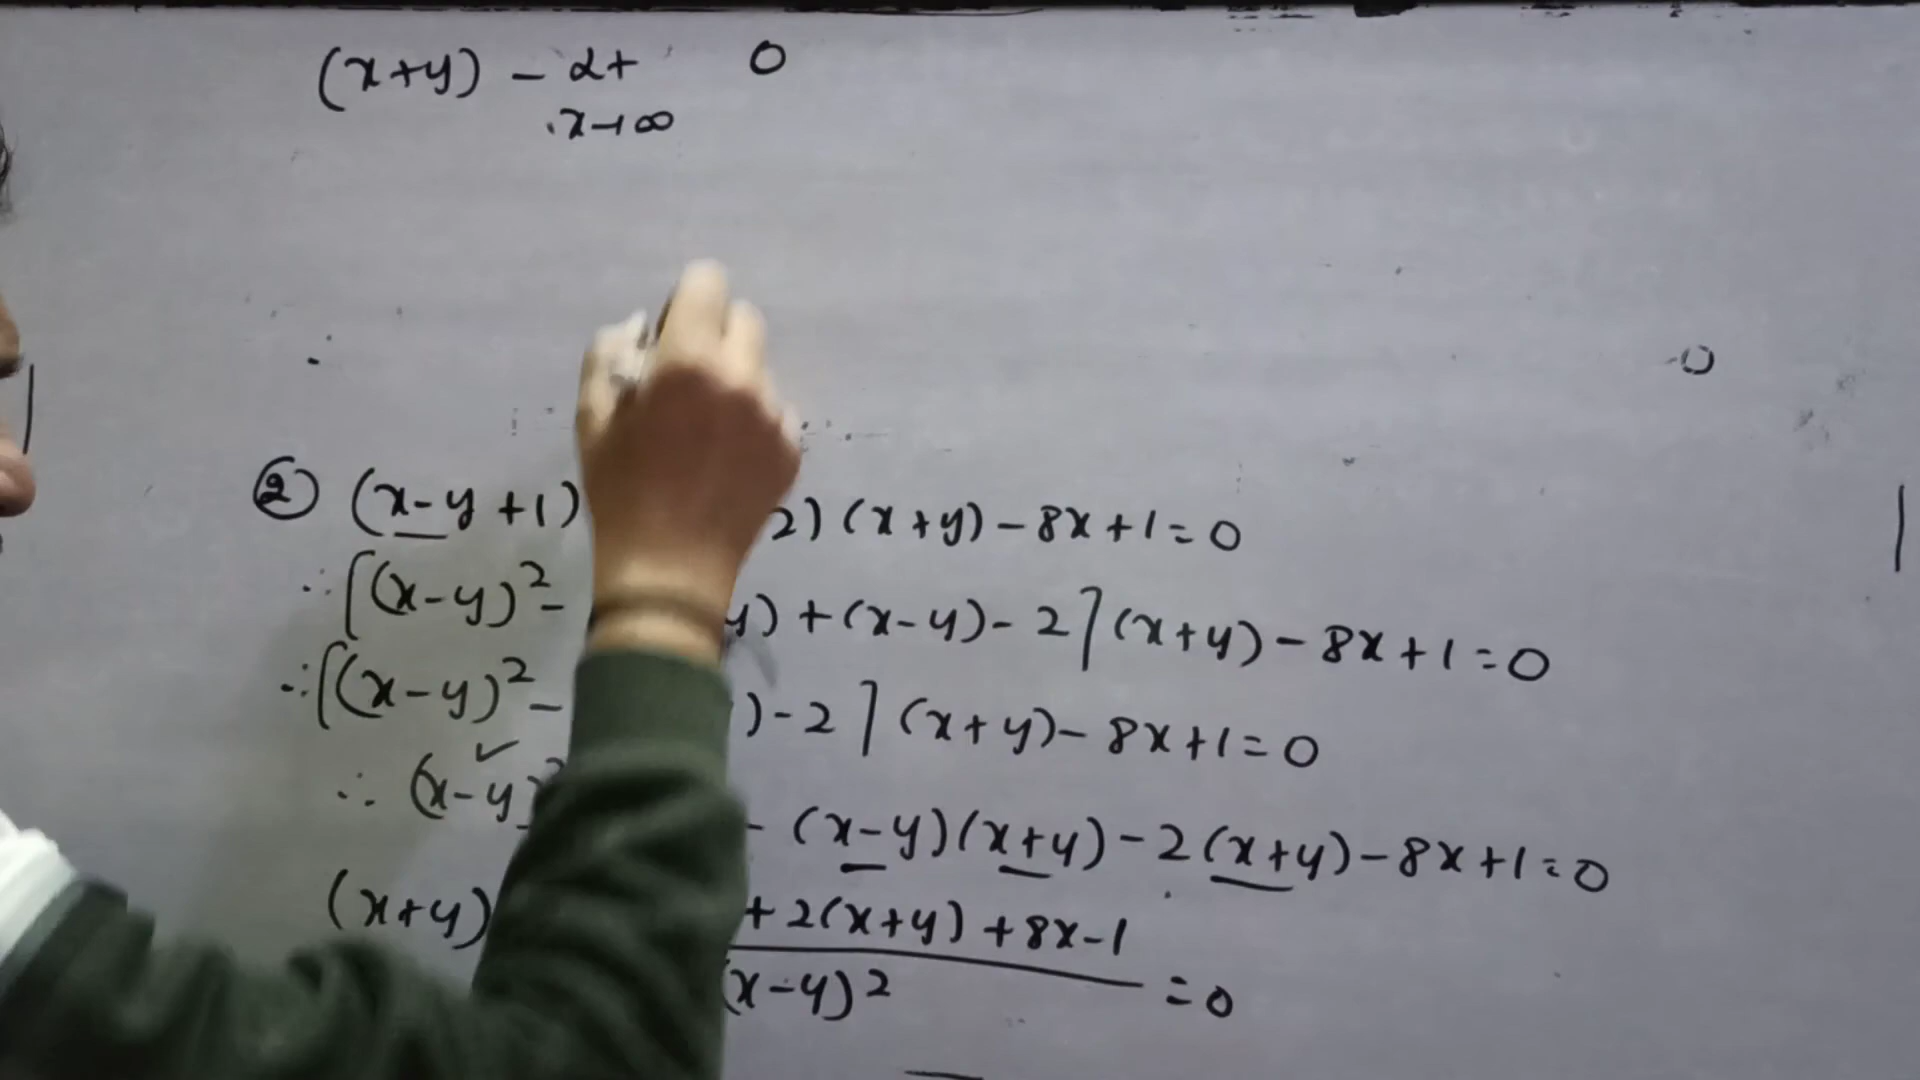 (x+y) - lt 0
x→∞
② (x-y+1) 2) (x+y) - 8x+1=0
∴ [(x-y)² - y) + (x-y) - 2] (x+y) - 8x+1=0
∴ [(x-y)² - ) - 2] (x+y) - 8x+1=0
∴ (x-y)² - (x-y)(x+y) - 2(x+y) - 8x+1=0
(x+y) + 2(x+y) + 8x-1
(x-y)² =0